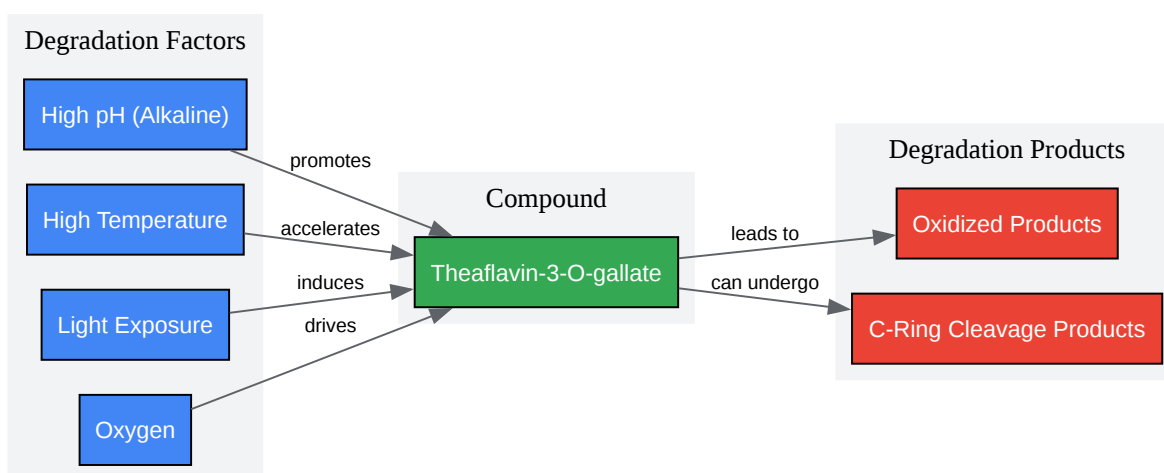 Degradation Factors
High pH (Alkaline)
High Temperature
Light Exposure
Oxygen
promotes
accelerates
induces
drives
Compound
Theaflavin-3-O-gallate
leads to
can undergo
Degradation Products
Oxidized Products
C-Ring Cleavage Products